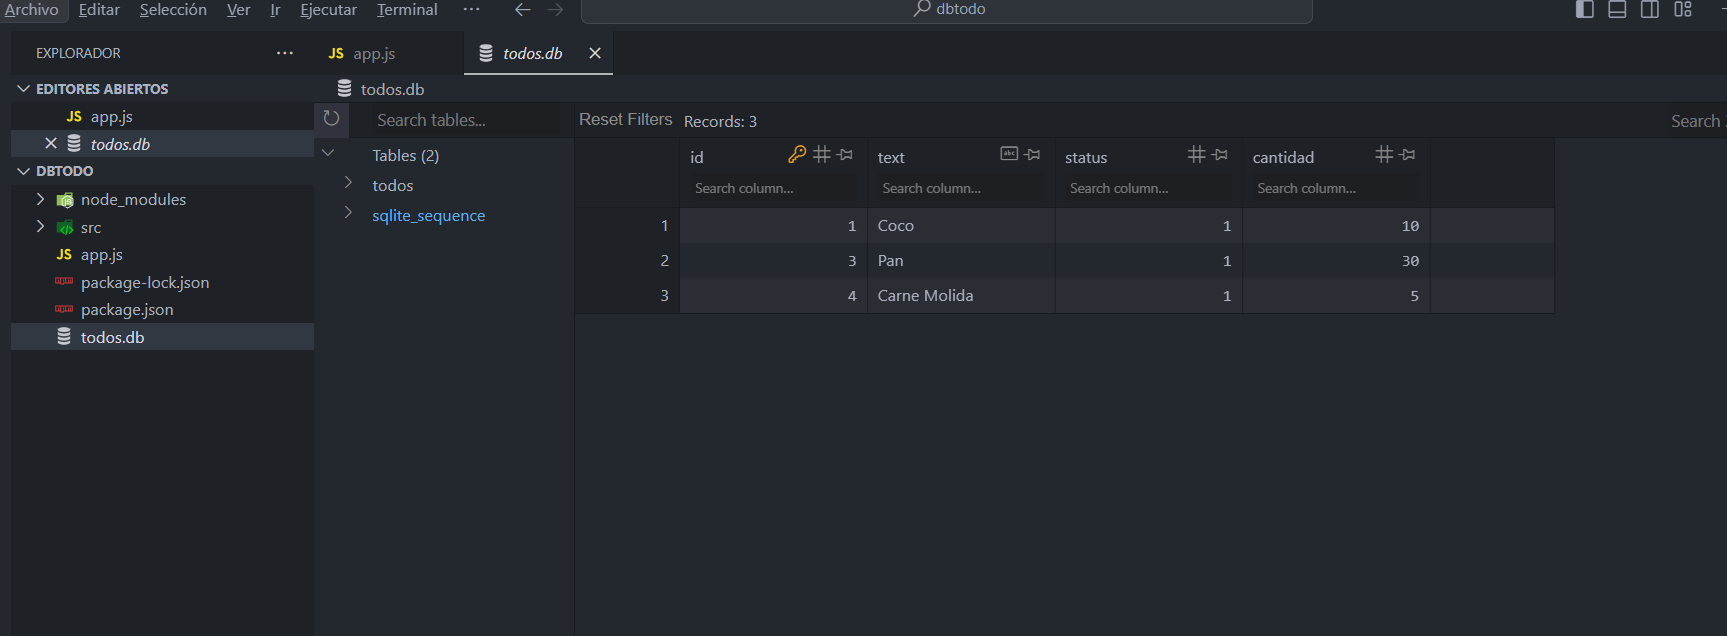 Archivo Editar Selección Ver Ir Ejecutar Terminal ··· dbtodo
EXPLORADOR ··· JS app.js todos.db
EDITORES ABIERTOS
JS app.js
todos.db
DBTODO
node_modules
src
JS app.js
package-lock.json
package.json
todos.db
todos.db
Search tables...
Tables (2)
todos
sqlite_sequence
Reset Filters Records: 3 Search
id text abc status cantidad
Search column... Search column... Search column... Search column...
1 1 Coco 1 10
2 3 Pan 1 30
3 4 Carne Molida 1 5